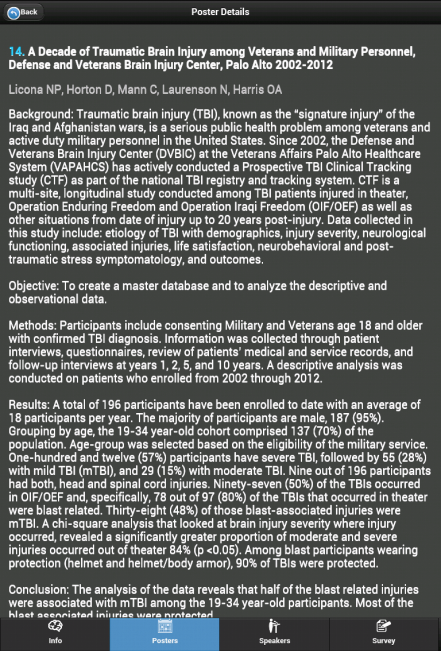 Back
Poster Details
14. A Decade of Traumatic Brain Injury among Veterans and Military Personnel,
Defense and Veterans Brain Injury Center, Palo Alto 2002-2012
Licona NP, Horton D, Mann C, Laurenson N, Harris OA
Background: Traumatic brain injury (TBI), known as the “signature injury” of the
Iraq and Afghanistan wars, is a serious public health problem among veterans and
active duty military personnel in the United States. Since 2002, the Defense and
Veterans Brain Injury Center (DVBIC) at the Veterans Affairs Palo Alto Healthcare
System (VAPAHCS) has actively conducted a Prospective TBI Clinical Tracking
study (CTF) as part of the national TBI registry and tracking system. CTF is a
multi-site, longitudinal study conducted among TBI patients injured in theater,
Operation Enduring Freedom and Operation Iraqi Freedom (OIF/OEF) as well as
other situations from date of injury up to 20 years post-injury. Data collected in
this study include: etiology of TBI with demographics, injury severity, neurological
functioning, associated injuries, life satisfaction, neurobehavioral and post-
traumatic stress symptomatology, and outcomes.
Objective: To create a master database and to analyze the descriptive and
observational data.
Methods: Participants include consenting Military and Veterans age 18 and older
with confirmed TBI diagnosis. Information was collected through patient
interviews, questionnaires, review of patients’ medical and service records, and
follow-up interviews at years 1, 2, 5, and 10 years. A descriptive analysis was
conducted on patients who enrolled from 2002 through 2012.
Results: A total of 196 participants have been enrolled to date with an average of
18 participants per year. The majority of participants are male, 187 (95%).
Grouping by age, the 19-34 year-old cohort comprised 137 (70%) of the
population. Age-group was selected based on the eligibility of the military service.
One-hundred and twelve (57%) participants have severe TBI, followed by 55 (28%)
with mild TBI (mTBI), and 29 (15%) with moderate TBI. Nine out of 196 participants
had both, head and spinal cord injuries. Ninety-seven (50%) of the TBIs occurred
in OIF/OEF and, specifically, 78 out of 97 (80%) of the TBIs that occurred in theater
were blast related. Thirty-eight (48%) of those blast-associated injuries were
mTBI. A chi-square analysis that looked at brain injury severity where injury
occurred, revealed a significantly greater proportion of moderate and severe
injuries occurred out of theater 84% (p <0.05). Among blast participants wearing
protection (helmet and helmet/body armor), 90% of TBIs were protected.
Conclusion: The analysis of the data reveals that half of the blast related injuries
were associated with mTBI among the 19-34 year-old participants. Most of the
blast associated injuries were protected.
Info
Posters
Speakers
Survey